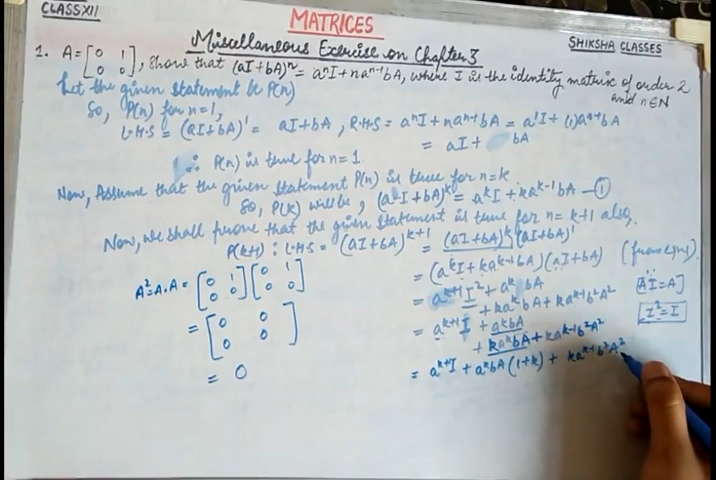 CLASS XII
MATRICES
Miscellaneous Exercise on Chapter 3
SHIKSHA CLASSES
1. A = [0 1
0 0], Show that (aI+bA)ⁿ = aⁿI + naⁿ⁻¹bA, where I is the identity matrix of order 2
and n∈N
Let the given statement be P(n)
So, P(n) for n=1,
L.H.S = (aI+bA)¹ = aI+bA, R.H.S = aⁿI + naⁿ⁻¹bA = a¹I + (1)a¹⁻¹bA
= aI + bA
∴ P(n) is true for n=1
Now, Assume that the given statement P(n) is true for n=k
So, P(k) will be, (aI+bA)ᵏ = aᵏI + kaᵏ⁻¹bA —①
Now, we shall prove that the given statement is true for n=k+1 also,
P(k+1) : L.H.S = (aI+bA)ᵏ⁺¹ = (aI+bA)ᵏ (aI+bA)¹
= (aᵏI + kaᵏ⁻¹bA)(aI+bA) (from eq 1)
A² = A.A = [0 1
0 0] [0 1
0 0]
= aᵏ⁺¹I² + aᵏ bA
+ kaᵏbA + kaᵏ⁻¹b²A²
[AI=A]
[I²=I]
= [0 0
0 0]
= aᵏ⁺¹I + aᵏbA
+ kaᵏbA + kaᵏ⁻¹b²A²
= 0
= aᵏ⁺¹I + aᵏbA(1+k) + kaᵏ⁻¹b²A²